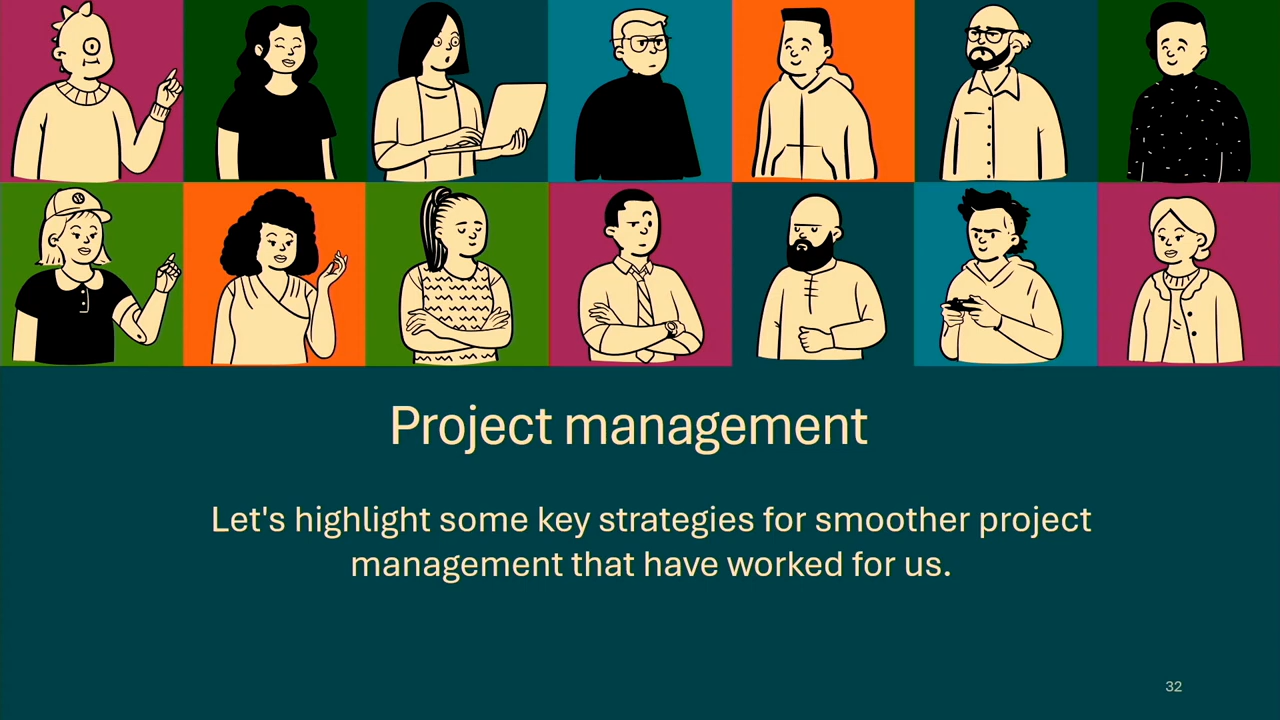 Project management
Let's highlight some key strategies for smoother project
management that have worked for us.
32